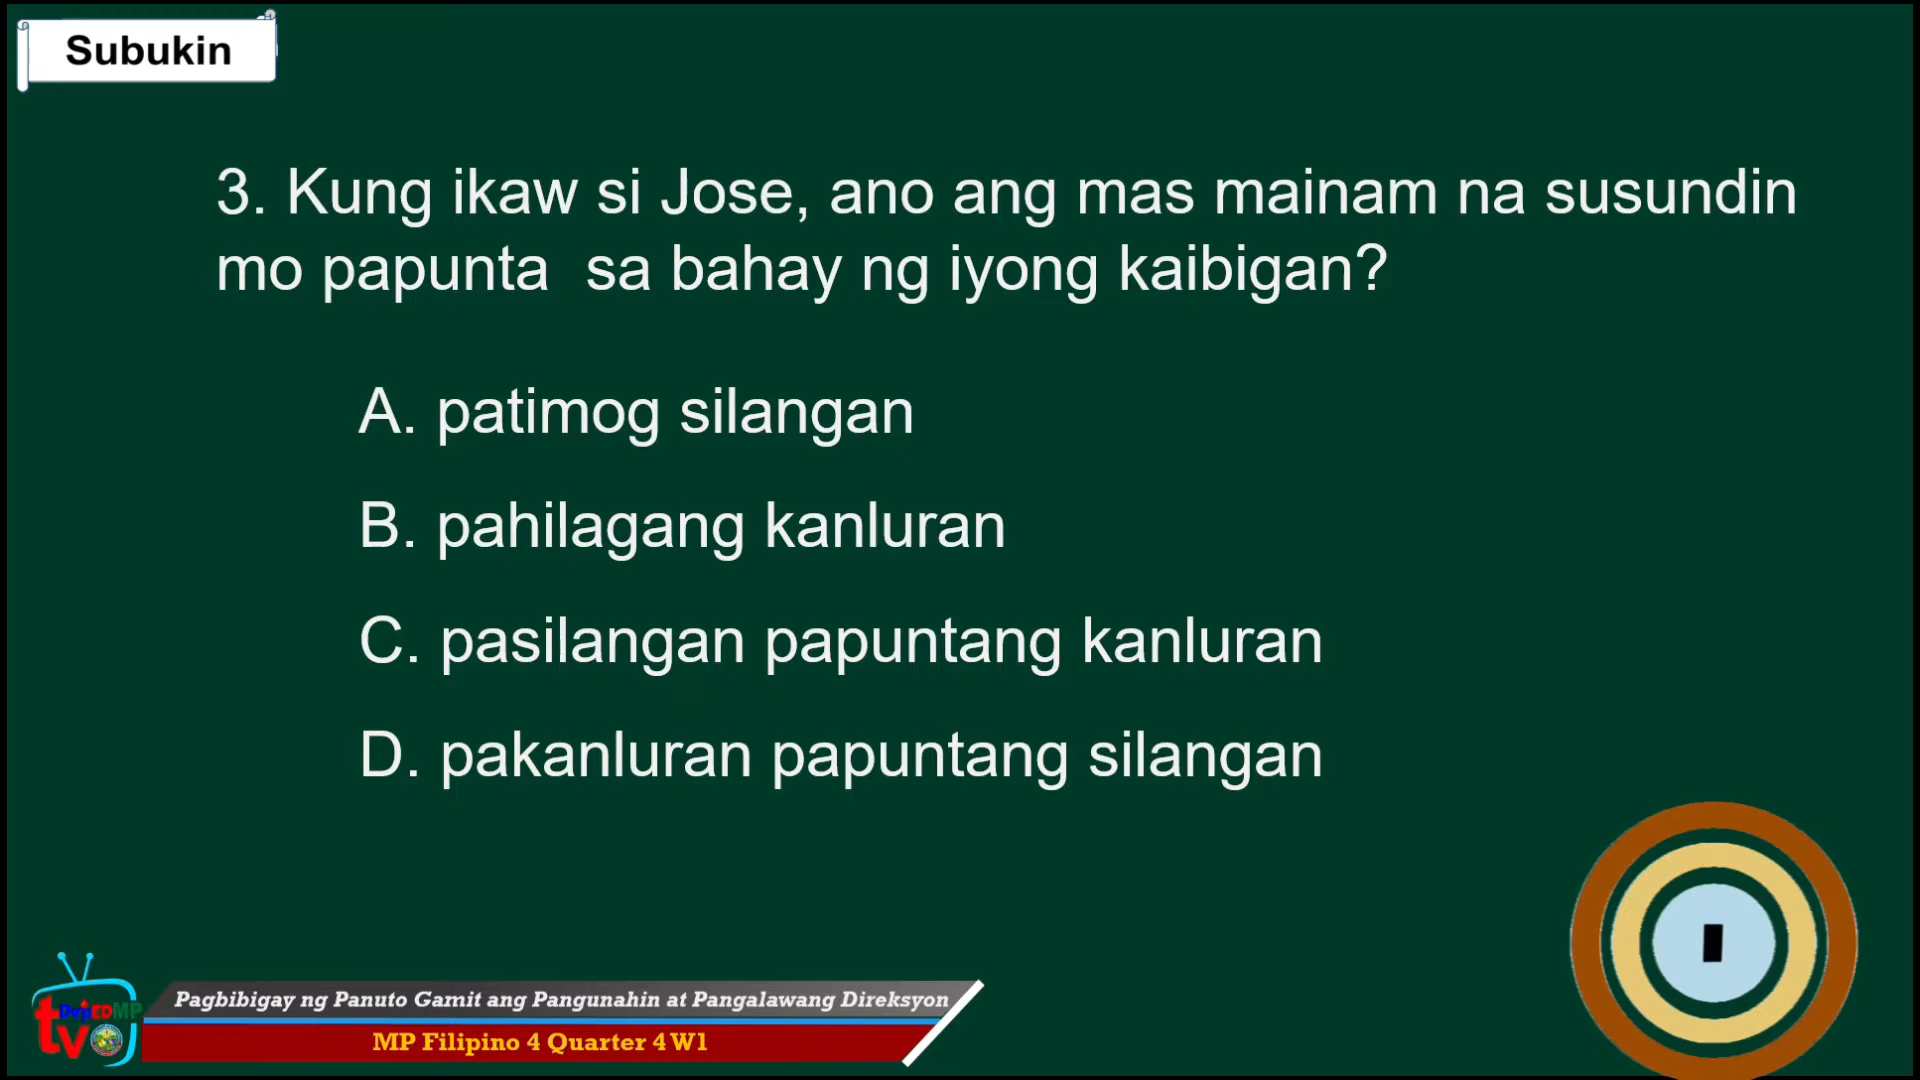 Subukin
3. Kung ikaw si Jose, ano ang mas mainam na susundin
mo papunta sa bahay ng iyong kaibigan?
A. patimog silangan
B. pahilagang kanluran
C. pasilangan papuntang kanluran
D. pakanluran papuntang silangan
Pagbibigay ng Panuto Gamit ang Pangunahin at Pangalawang Direksyon
MP Filipino 4 Quarter 4 W1
tv